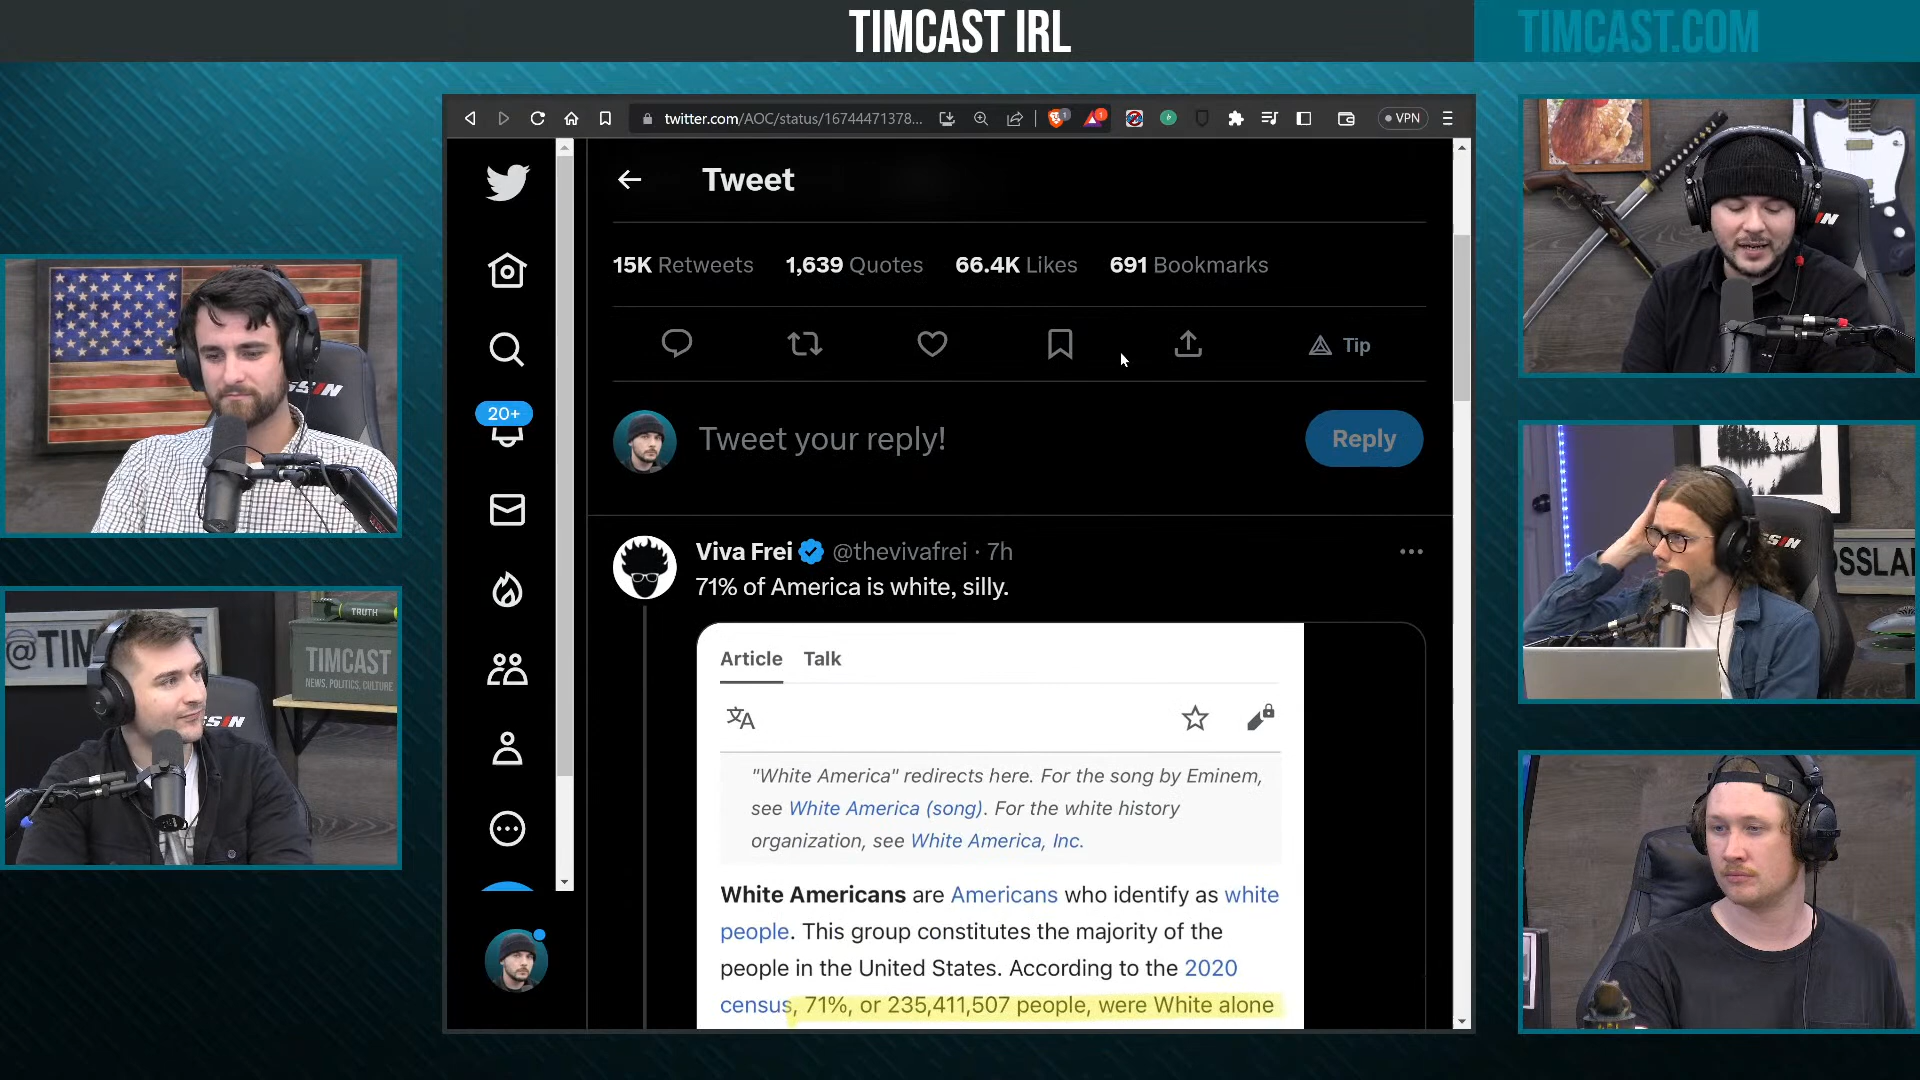 TIMCAST IRL
TIMCAST.COM
twitter.com/AOC/status/16744471378...
VPN
Tweet
15K Retweets 1,639 Quotes 66.4K Likes 691 Bookmarks
Tip
20+
Tweet your reply!
Reply
Viva Frei @thevivafrei · 7h
71% of America is white, silly.
Article Talk
"White America" redirects here. For the song by Eminem,
see White America (song). For the white history
organization, see White America, Inc.
White Americans are Americans who identify as white
people. This group constitutes the majority of the
people in the United States. According to the 2020
census, 71%, or 235,411,507 people, were White alone
@TIM
TRUTH
TIMCAST
NEWS, POLITICS, CULTURE